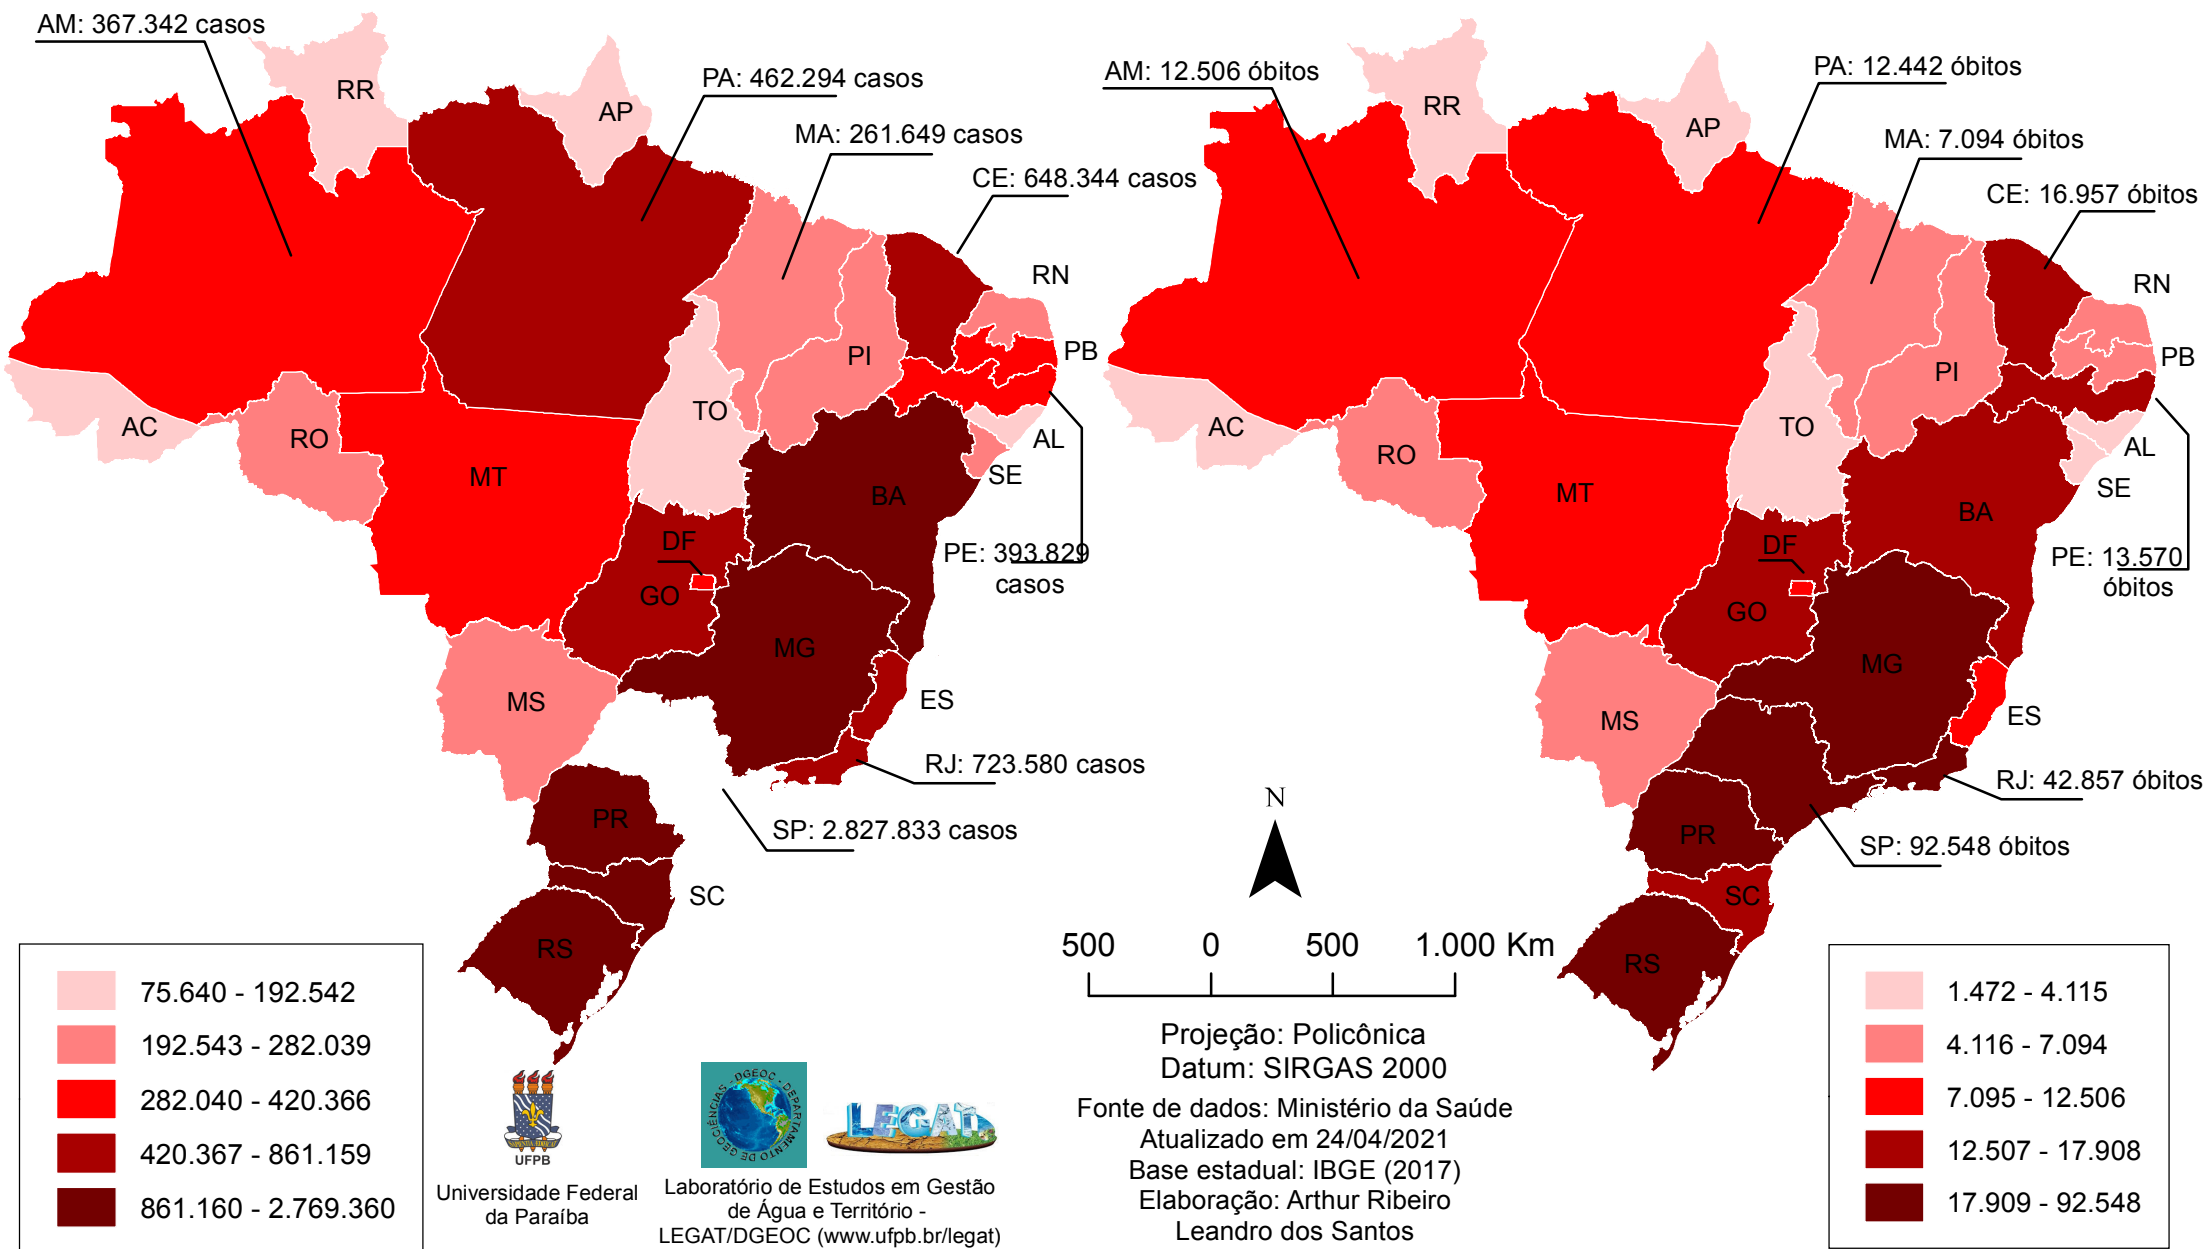 AM: 367.342 casos
RR
AP
PA: 462.294 casos
MA: 261.649 casos
CE: 648.344 casos
RN
PB
PI
TO
AC
RO
MT
AL
SE
BA
DF
GO
PE: 393.829
casos
MG
MS
ES
RJ: 723.580 casos
SP: 2.827.833 casos
PR
SC
RS
AM: 12.506 óbitos
RR
AP
PA: 12.442 óbitos
MA: 7.094 óbitos
CE: 16.957 óbitos
RN
PB
PI
TO
AC
RO
MT
AL
SE
BA
DF
GO
PE: 13.570
óbitos
MG
MS
ES
RJ: 42.857 óbitos
SP: 92.548 óbitos
PR
SC
RS
75.640 - 192.542
192.543 - 282.039
282.040 - 420.366
420.367 - 861.159
861.160 - 2.769.360
UFPB
Universidade Federal
da Paraíba
DGEOC - DEPARTAMENTO DE GEOCIÊNCIAS
LEGAT
Laboratório de Estudos em Gestão
de Água e Território -
LEGAT/DGEOC (www.ufpb.br/legat)
N
500 0 500 1.000 Km
Projeção: Policônica
Datum: SIRGAS 2000
Fonte de dados: Ministério da Saúde
Atualizado em 24/04/2021
Base estadual: IBGE (2017)
Elaboração: Arthur Ribeiro
Leandro dos Santos
1.472 - 4.115
4.116 - 7.094
7.095 - 12.506
12.507 - 17.908
17.909 - 92.548